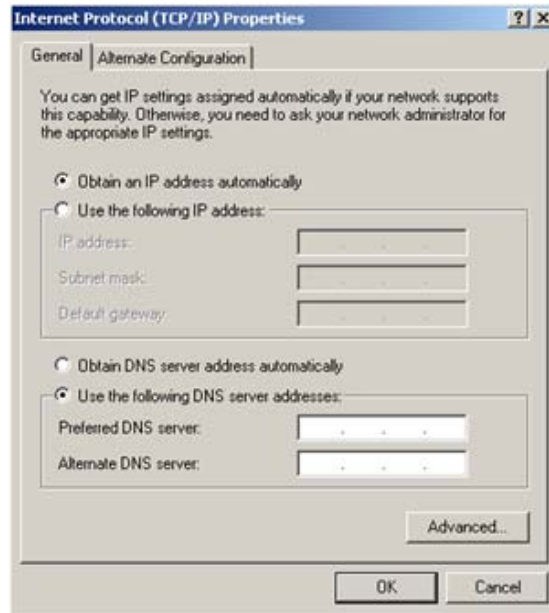 Internet Protocol (TCP/IP) Properties
General Alternate Configuration
You can get IP settings assigned automatically if your network supports
this capability. Otherwise, you need to ask your network administrator for
the appropriate IP settings.
Obtain an IP address automatically
Use the following IP address:
IP address:
Subnet mask:
Default gateway:
Obtain DNS server address automatically
Use the following DNS server addresses:
Preferred DNS server:
Alternate DNS server:
Advanced...
OK Cancel